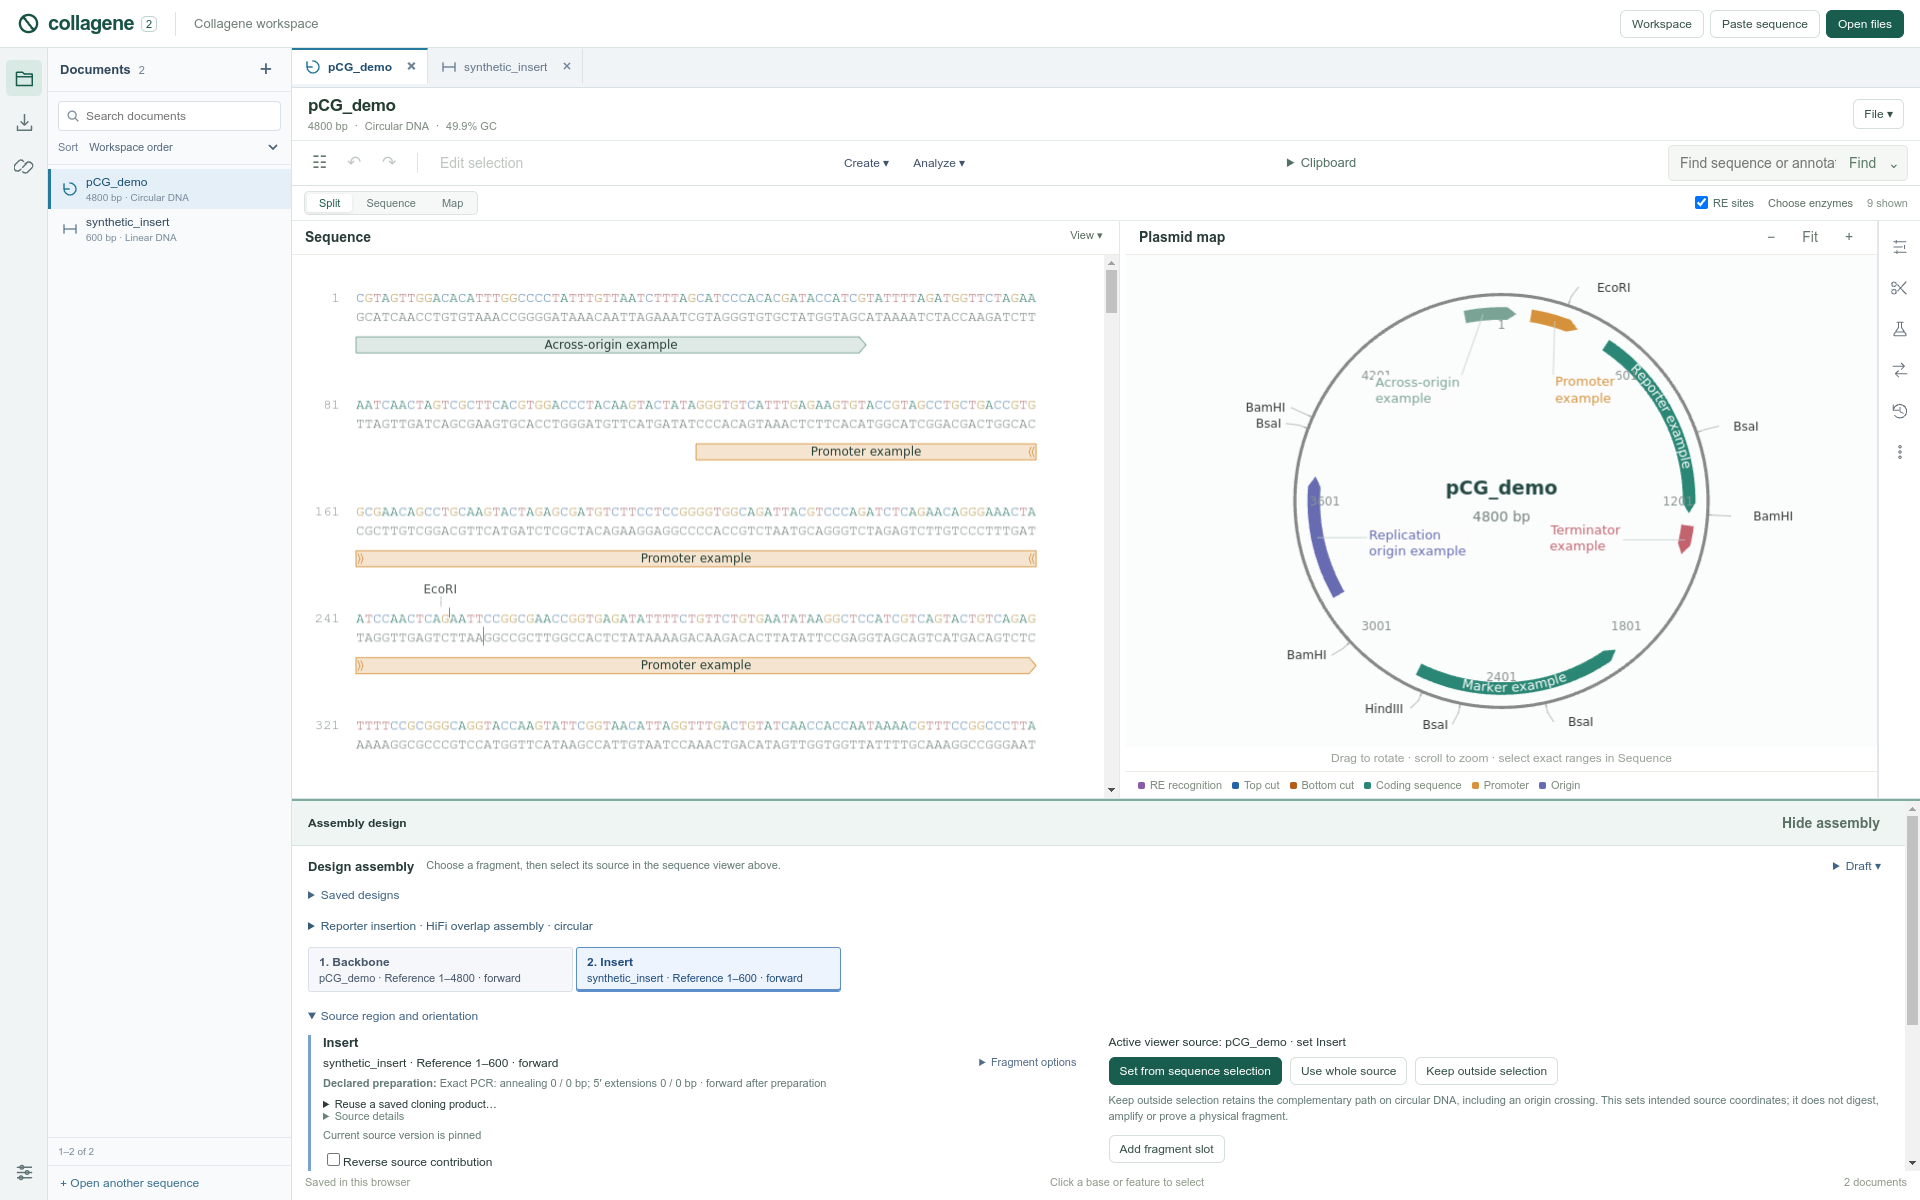 collagene 2
Collagene workspace
Workspace
Paste sequence
Open files
Documents 2
+
Search documents
Sort Workspace order
pCG_demo
4800 bp · Circular DNA
synthetic_insert
600 bp · Linear DNA
1–2 of 2
+ Open another sequence
pCG_demo ×
synthetic_insert ×
pCG_demo
4800 bp · Circular DNA · 49.9% GC
File ▾
Edit selection
Create ▾
Analyze ▾
▶ Clipboard
Find sequence or annota
Find
Split
Sequence
Map
RE sites
Choose enzymes
9 shown
Sequence
View ▾
1 CGTAGTTGGACACATTTGGCCCCTATTTGTTAATCTTTAGCATCCCACACGATACCATCGTATTTTAGATGGTTCTAGAA
GCATCAACCTGTGTAAACCGGGGATAAACAATTAGAAATCGTAGGGTGTGCTATGGTAGCATAAAATCTACCAAGATCTT
Across-origin example
81 AATCAACTAGTCGCTTCACGTGGACCCTACAAGTACTATAGGGTGTCATTTGAGAAGTGTACCGTAGCCTGCTGACCGTG
TTAGTTGATCAGCGAAGTGCACCTGGGATGTTCATGATATCCCACAGTAAACTCTTCACATGGCATCGGACGACTGGCAC
Promoter example
161 GCGAACAGCCTGCAAGTACTAGAGCGATGTCTTCCTCCGGGGTGGCAGATTACGTCCCAGATCTCAGAACAGGGAAACTA
CGCTTGTCGGACGTTCATGATCTCGCTACAGAAGGAGGCCCCACCGTCTAATGCAGGGTCTAGAGTCTTGTCCCTTTGAT
Promoter example
EcoRI
241 ATCCAACTCAGAATTCCGGCGAACCGGTGAGATATTTTCTGTTCTGTGAATATAAGGCTCCATCGTCAGTACTGTCAGAG
TAGGTTGAGTCTTAAGGCCGCTTGGCCACTCTATAAAAGACAAGACACTTATATTCCGAGGTAGCAGTCATGACAGTCTC
Promoter example
321 TTTTCCGCGGGCAGGTACCAAGTATTCGGTAACATTAGGTTTGACTGTATCAACCACCAATAAAACGTTTCCGGCCCTTA
AAAAGGCGCCCGTCCATGGTTCATAAGCCATTGTAATCCAAACTGACATAGTTGGTGGTTATTTTGCAAAGGCCGGGAAT
Plasmid map
− Fit +
EcoRI
1
4201
Across-origin
example
Promoter
example
601
Reporter example
BamHI
BsaI
BsaI
pCG_demo
4800 bp
3601
1201
BamHI
Replication
origin example
Terminator
example
3001
1801
BamHI
2401
Marker example
HindIII
BsaI
BsaI
Drag to rotate · scroll to zoom · select exact ranges in Sequence
RE recognition
Top cut
Bottom cut
Coding sequence
Promoter
Origin
Assembly design
Hide assembly
Design assembly Choose a fragment, then select its source in the sequence viewer above.
▶ Draft ▾
▶ Saved designs
▶ Reporter insertion · HiFi overlap assembly · circular
1. Backbone
pCG_demo · Reference 1–4800 · forward
2. Insert
synthetic_insert · Reference 1–600 · forward
▼ Source region and orientation
Insert
synthetic_insert · Reference 1–600 · forward
▶ Fragment options
Declared preparation: Exact PCR: annealing 0 / 0 bp; 5′ extensions 0 / 0 bp · forward after preparation
▶ Reuse a saved cloning product…
▶ Source details
Current source version is pinned
Reverse source contribution
Active viewer source: pCG_demo · set Insert
Set from sequence selection
Use whole source
Keep outside selection
Keep outside selection retains the complementary path on circular DNA, including an origin crossing. This sets intended source coordinates; it does not digest,
amplify or prove a physical fragment.
Add fragment slot
Saved in this browser
Click a base or feature to select
2 documents